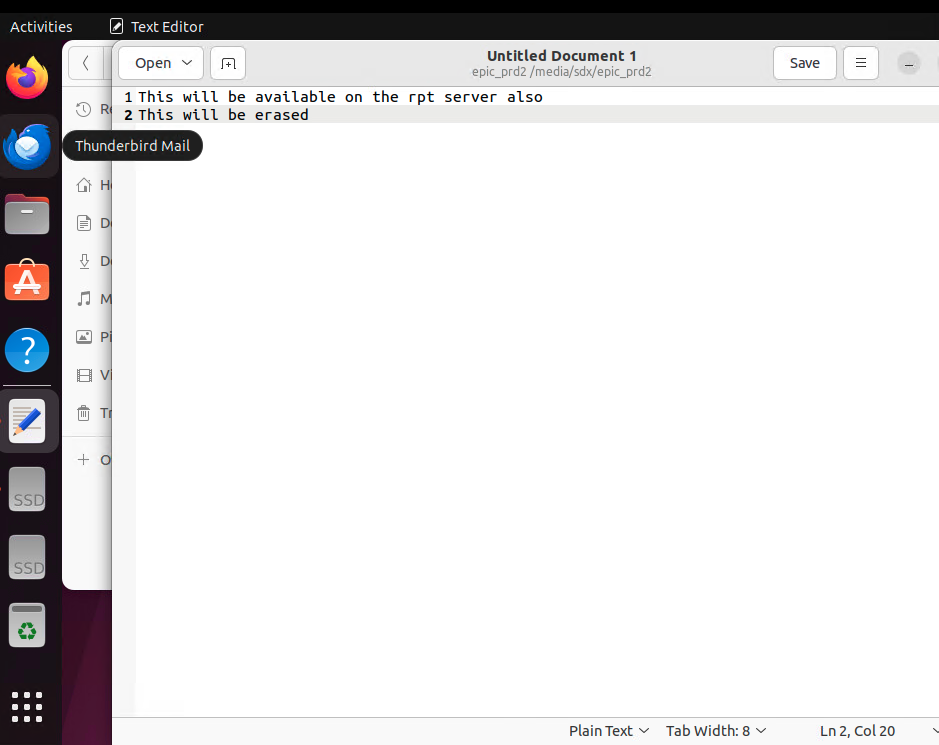 Activities Text Editor
Open Untitled Document 1 Save
epic_prd2 /media/sdx/epic_prd2
1 This will be available on the rpt server also
2 This will be erased
Re
Thunderbird Mail
Ho
Do
Do
M
Pi
Vi
Tr
O
SSD
SSD
Plain Text Tab Width: 8 Ln 2, Col 20